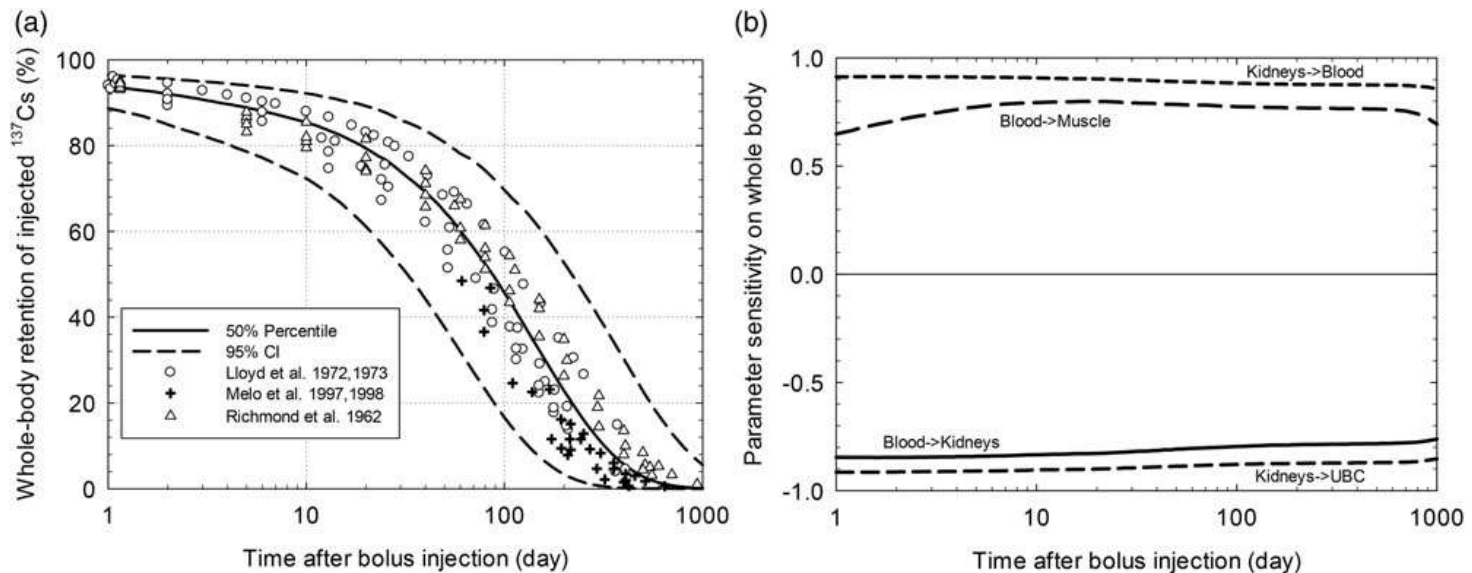 (a)
Whole-body retention of injected ¹³⁷Cs (%)
100
80
60
40
20
0
50% Percentile
95% CI
Lloyd et al. 1972,1973
Melo et al. 1997,1998
Richmond et al. 1962
1
10
100
1000
Time after bolus injection (day)
(b)
Parameter sensitivity on whole body
1.0
0.5
0.0
-0.5
-1.0
Kidneys->Blood
Blood->Muscle
Blood->Kidneys
Kidneys->UBC
1
10
100
1000
Time after bolus injection (day)